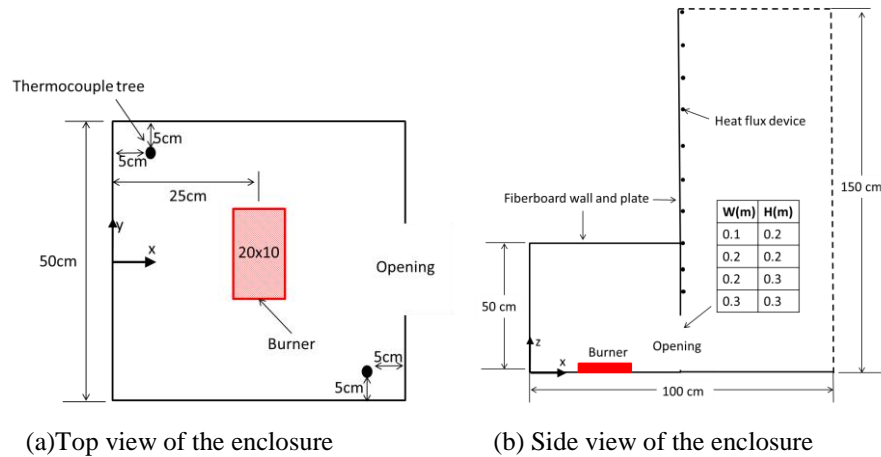 Thermocouple tree
5cm
5cm
25cm
50cm
y
x
20x10
Opening
Burner
5cm
5cm
(a)Top view of the enclosure
Heat flux device
Fiberboard wall and plate
150 cm
W(m) H(m)
0.1 0.2
0.2 0.2
0.2 0.3
0.3 0.3
50 cm
z
x
Burner
Opening
100 cm
(b) Side view of the enclosure